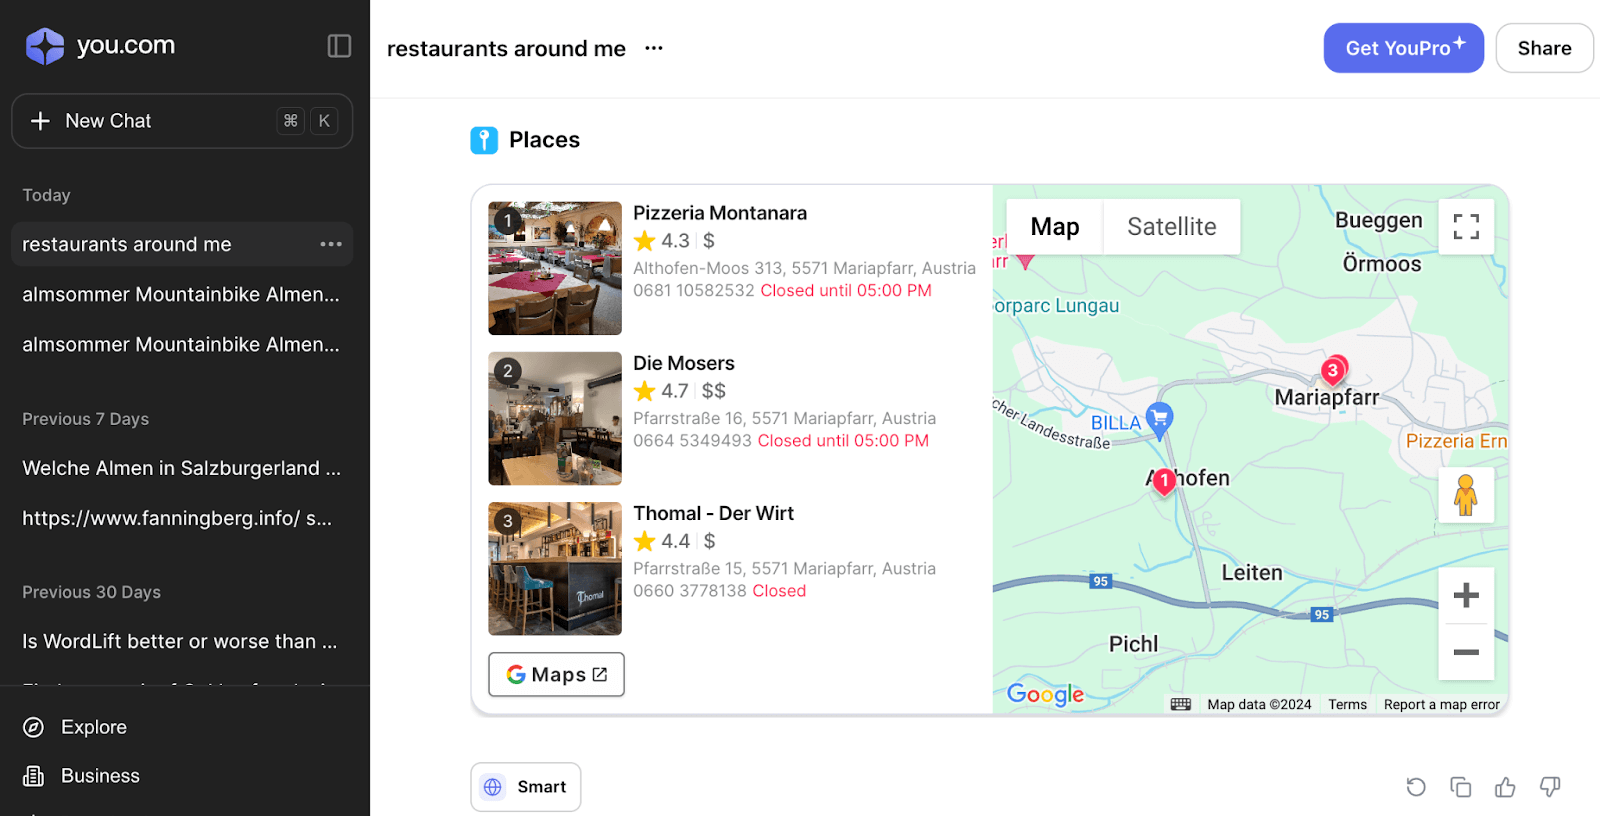 you.com
New Chat
⌘ K
Today
restaurants around me
almsommer Mountainbike Almen...
almsommer Mountainbike Almen...
Previous 7 Days
Welche Almen in Salzburgerland ...
https://www.fanningberg.info/ s...
Previous 30 Days
Is WordLift better or worse than ...
Explore
Business
restaurants around me
Get YouPro
Share
Places
1
Pizzeria Montanara
4.3 $
Althofen-Moos 313, 5571 Mariapfarr, Austria
0681 10582532 Closed until 05:00 PM
2
Die Mosers
4.7 $$
Pfarrstraße 16, 5571 Mariapfarr, Austria
0664 5349493 Closed until 05:00 PM
3
Thomal - Der Wirt
4.4 $
Pfarrstraße 15, 5571 Mariapfarr, Austria
0660 3778138 Closed
Thomal
Maps
Map Satellite
Bueggen
Örmoos
orparc Lungau
3
Mariapfarr
BILLA
cher Landesstraße
Pizzeria Ern
1
Althofen
Leiten
95
95
Pichl
Google
Map data ©2024 Terms Report a map error
Smart